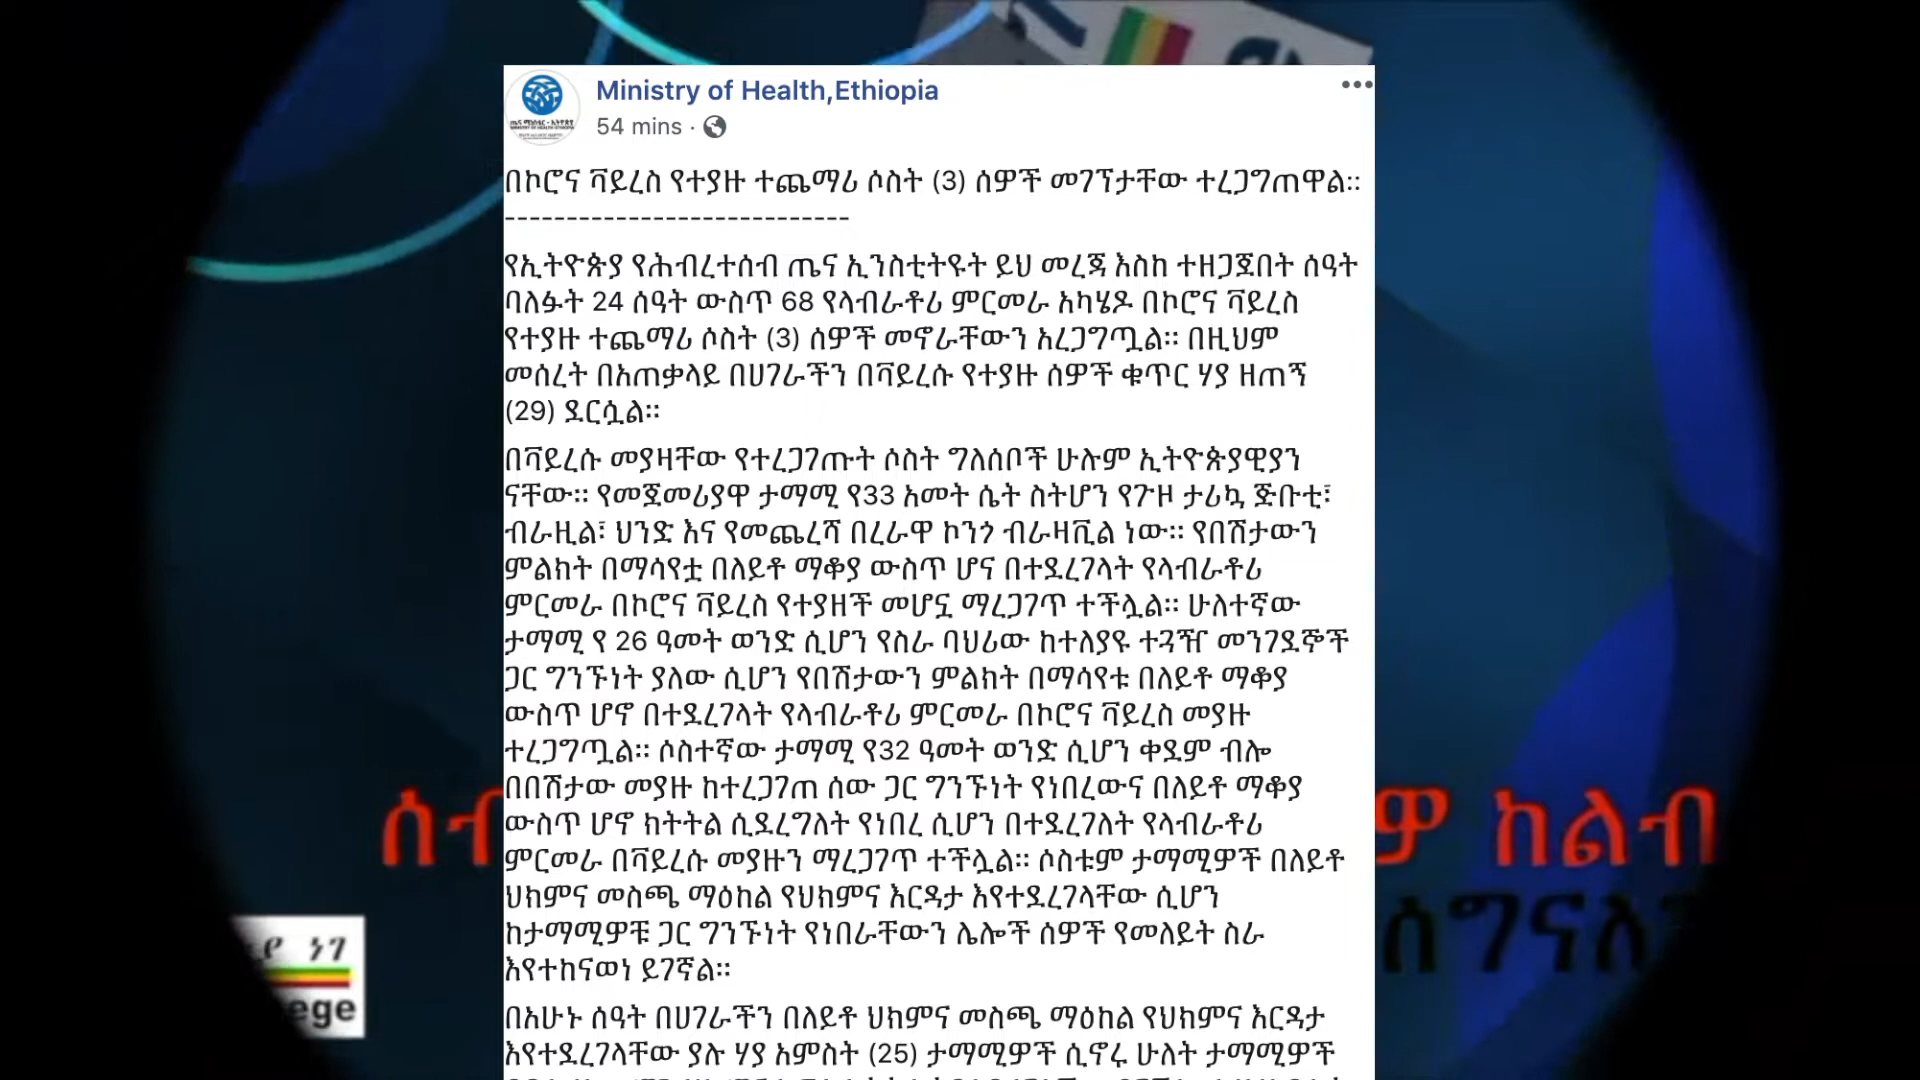 Ministry of Health,Ethiopia
54 mins ·
በኮሮና ቫይረስ የተያዙ ተጨማሪ ሶስት (3) ሰዎች መገኘታቸው ተረጋግጠዋል።
----------------------------
የኢትዮጵያ የሕብረተሰብ ጤና ኢንስቲትዩት ይህ መረጃ እስከ ተዘጋጀበት ሰዓት
ባለፉት 24 ሰዓት ውስጥ 68 የላብራቶሪ ምርመራ አካሄዶ በኮሮና ቫይረስ
የተያዙ ተጨማሪ ሶስት (3) ሰዎች መኖራቸውን አረጋግጧል። በዚህም
መሰረት በአጠቃላይ በሀገራችን በቫይረሱ የተያዙ ሰዎች ቁጥር ሃያ ዘጠኝ
(29) ደርሷል።
በቫይረሱ መያዛቸው የተረጋገጡት ሶስት ግለሰቦች ሁሉም ኢትዮጵያዊያን
ናቸው። የመጀመሪያዋ ታማሚ የ33 አመት ሴት ስትሆን የጉዞ ታሪኳ ጅቡቲ፣
ብራዚል፣ ህንድ እና የመጨረሻ በረራዋ ኮንጎ ብራዛቪል ነው። የበሽታውን
ምልክት በማሳየቷ በለይቶ ማቆያ ውስጥ ሆና በተደረገላት የላብራቶሪ
ምርመራ በኮሮና ቫይረስ የተያዘች መሆኗ ማረጋገጥ ተችሏል። ሁለተኛው
ታማሚ የ 26 ዓመት ወንድ ሲሆን የስራ ባህሪው ከተለያዩ ተጓዥ መንገደኞች
ጋር ግንኙነት ያለው ሲሆን የበሽታውን ምልክት በማሳየቱ በለይቶ ማቆያ
ውስጥ ሆኖ በተደረገላት የላብራቶሪ ምርመራ በኮሮና ቫይረስ መያዙ
ተረጋግጧል። ሶስተኛው ታማሚ የ32 ዓመት ወንድ ሲሆን ቀደም ብሎ
በበሽታው መያዙ ከተረጋገጠ ሰው ጋር ግንኙነት የነበረውና በለይቶ ማቆያ
ውስጥ ሆኖ ክትትል ሲደረግለት የነበረ ሲሆን በተደረገለት የላብራቶሪ
ምርመራ በቫይረሱ መያዙን ማረጋገጥ ተችሏል። ሶስቱም ታማሚዎች በለይቶ
ህክምና መስጫ ማዕከል የህክምና እርዳታ እየተደረገላቸው ሲሆን
ከታማሚዎቹ ጋር ግንኙነት የነበራቸውን ሌሎች ሰዎች የመለይት ስራ
እየተከናወነ ይገኛል።
በአሁኑ ሰዓት በሀገራችን በለይቶ ህክምና መስጫ ማዕከል የህክምና እርዳታ
እየተደረገላቸው ያሉ ሃያ አምስት (25) ታማሚዎች ሲኖሩ ሁለት ታማሚዎች
ከልብ
ነገ
ege